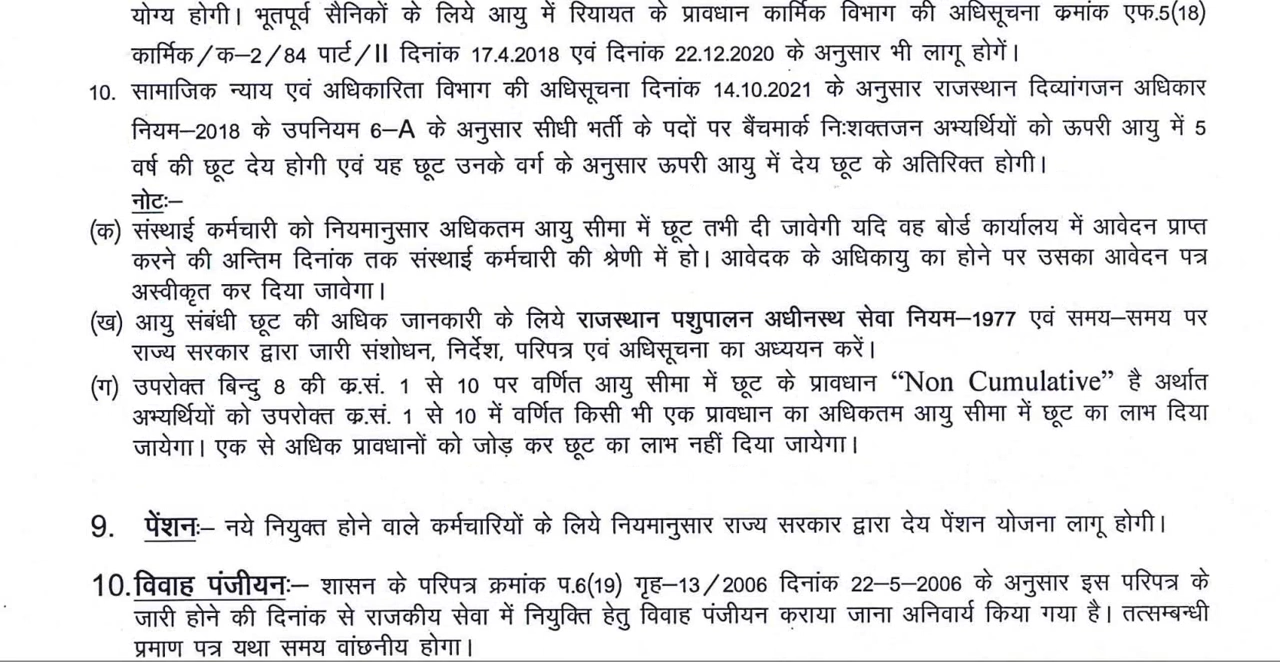 योग्य होगी। भूतपूर्व सैनिकों के लिये आयु में रियायत के प्रावधान कार्मिक विभाग की अधिसूचना क्रमांक एफ.5(18)
कार्मिक/क–2/84 पार्ट/II दिनांक 17.4.2018 एवं दिनांक 22.12.2020 के अनुसार भी लागू होगें।
10. सामाजिक न्याय एवं अधिकारिता विभाग की अधिसूचना दिनांक 14.10.2021 के अनुसार राजस्थान दिव्यांगजन अधिकार
नियम–2018 के उपनियम 6–A के अनुसार सीधी भर्ती के पदों पर बैंचमार्क निःशक्तजन अभ्यर्थियों को ऊपरी आयु में 5
वर्ष की छूट देय होगी एवं यह छूट उनके वर्ग के अनुसार ऊपरी आयु में देय छूट के अतिरिक्त होगी।
नोटः–
(क) संस्थाई कर्मचारी को नियमानुसार अधिकतम आयु सीमा में छूट तभी दी जावेगी यदि वह बोर्ड कार्यालय में आवेदन प्राप्त
करने की अन्तिम दिनांक तक संस्थाई कर्मचारी की श्रेणी में हो। आवेदक के अधिकायु का होने पर उसका आवेदन पत्र
अस्वीकृत कर दिया जावेगा।
(ख) आयु संबंधी छूट की अधिक जानकारी के लिये राजस्थान पशुपालन अधीनस्थ सेवा नियम–1977 एवं समय–समय पर
राज्य सरकार द्वारा जारी संशोधन, निर्देश, परिपत्र एवं अधिसूचना का अध्ययन करें।
(ग) उपरोक्त बिन्दु 8 की क्र.सं. 1 से 10 पर वर्णित आयु सीमा में छूट के प्रावधान “Non Cumulative” है अर्थात
अभ्यर्थियों को उपरोक्त क्र.सं. 1 से 10 में वर्णित किसी भी एक प्रावधान का अधिकतम आयु सीमा में छूट का लाभ दिया
जायेगा। एक से अधिक प्रावधानों को जोड़ कर छूट का लाभ नहीं दिया जायेगा।
9. पेंशनः– नये नियुक्त होने वाले कर्मचारियों के लिये नियमानुसार राज्य सरकार द्वारा देय पेंशन योजना लागू होगी।
10. विवाह पंजीयनः– शासन के परिपत्र क्रमांक प.6(19) गृह–13/2006 दिनांक 22–5–2006 के अनुसार इस परिपत्र के
जारी होने की दिनांक से राजकीय सेवा में नियुक्ति हेतु विवाह पंजीयन कराया जाना अनिवार्य किया गया है। तत्सम्बन्धी
प्रमाण पत्र यथा समय वांछनीय होगा।